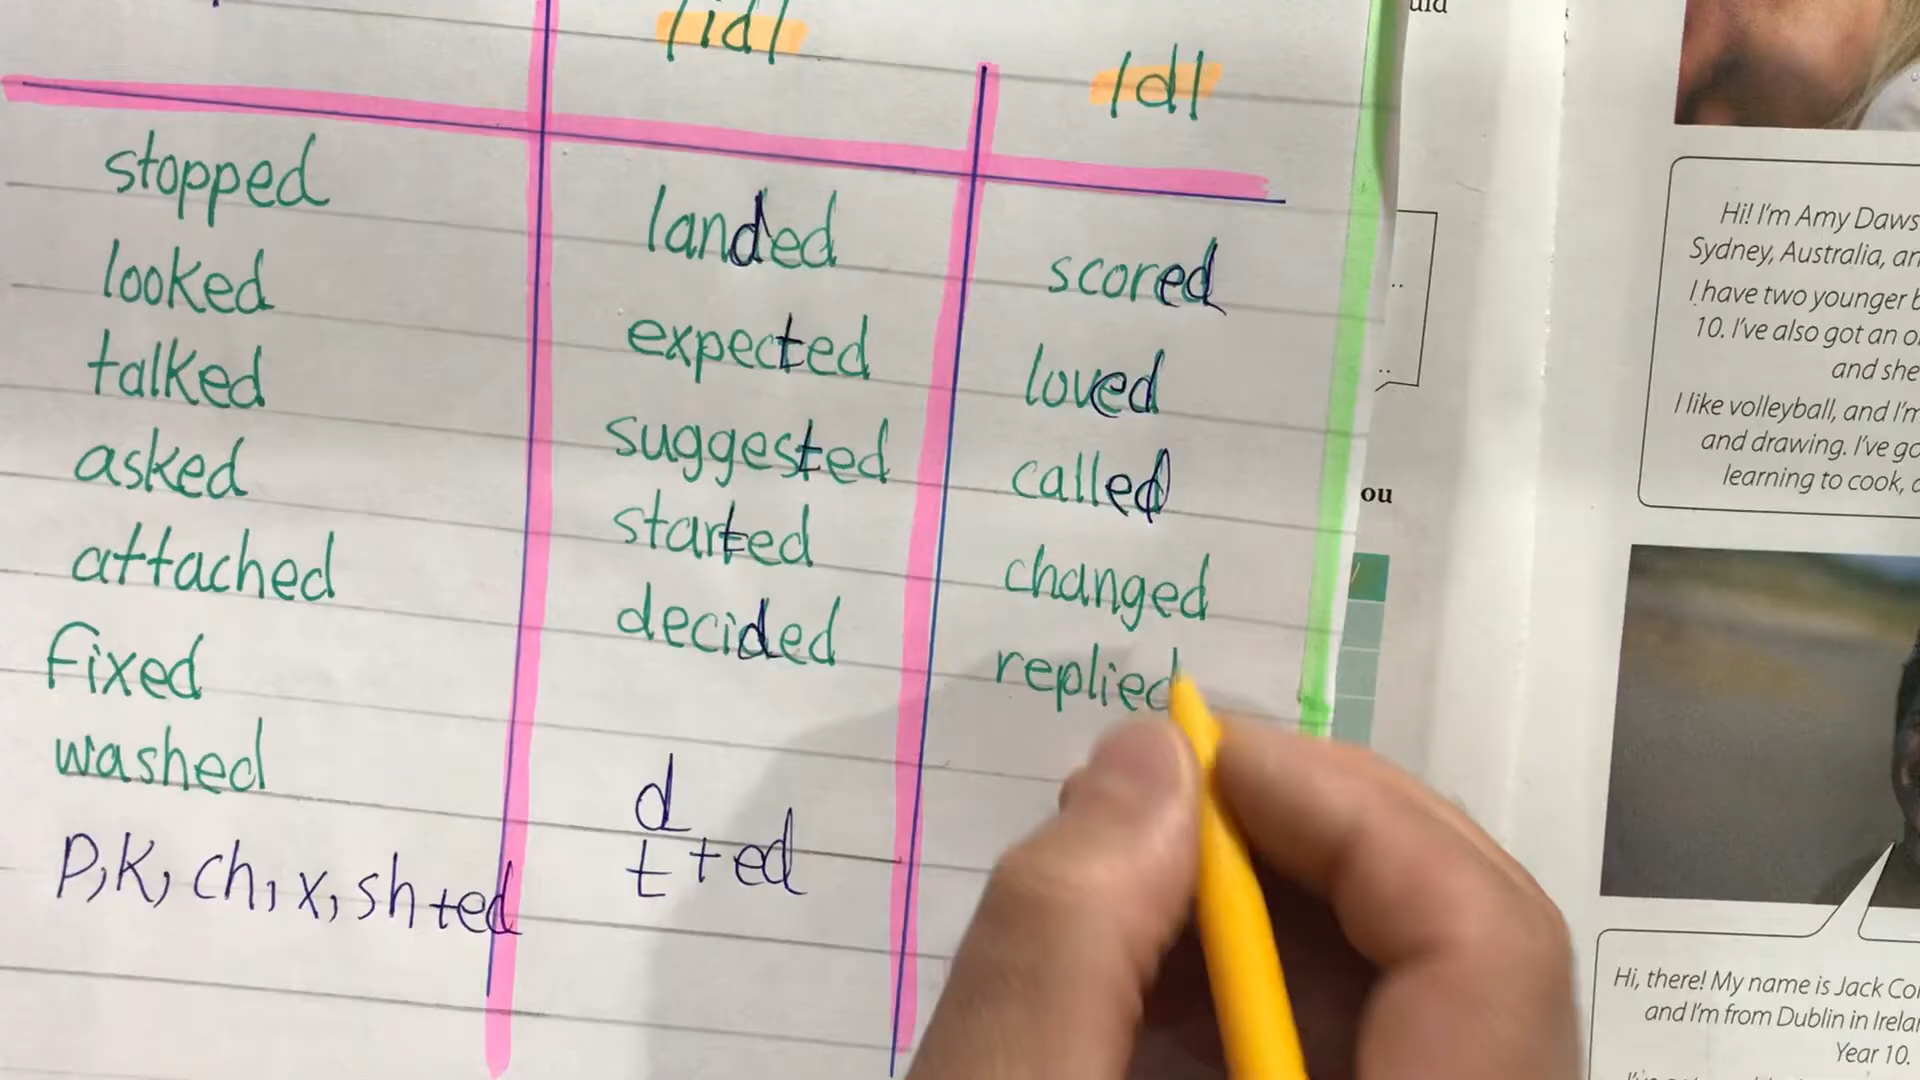 /id/
/d/
stopped
looked
talked
asked
attached
fixed
washed
p, k, ch, x, sh +ed
landed
expected
suggested
started
decided
d
t +ed
scored
loved
called
changed
replied
ou
Hi! I'm Amy Daws
Sydney, Australia, an
I have two younger b
10. I've also got an o
and she
I like volleyball, and I'm
and drawing. I've go
learning to cook,
Hi, there! My name is Jack Co
and I'm from Dublin in Irela
Year 10.